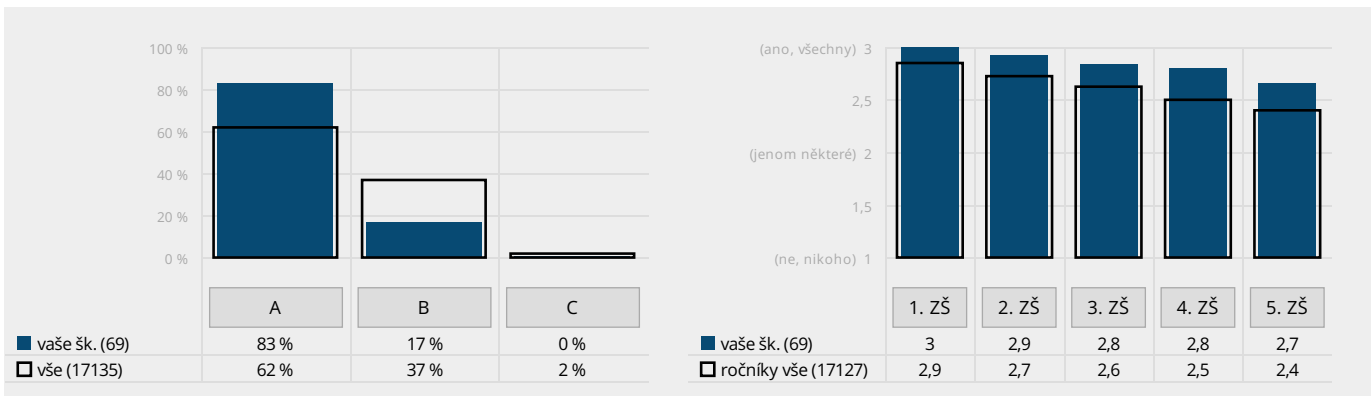 100 %
80 %
60 %
40 %
20 %
0 %
A B C
vaše šk. (69) 83 % 17 % 0 %
vše (17135) 62 % 37 % 2 %
(ano, všechny) 3
2,5
(jenom některé) 2
1,5
(ne, nikoho) 1
1. ZŠ 2. ZŠ 3. ZŠ 4. ZŠ 5. ZŠ
vaše šk. (69) 3 2,9 2,8 2,8 2,7
ročníky vše (17127) 2,9 2,7 2,6 2,5 2,4